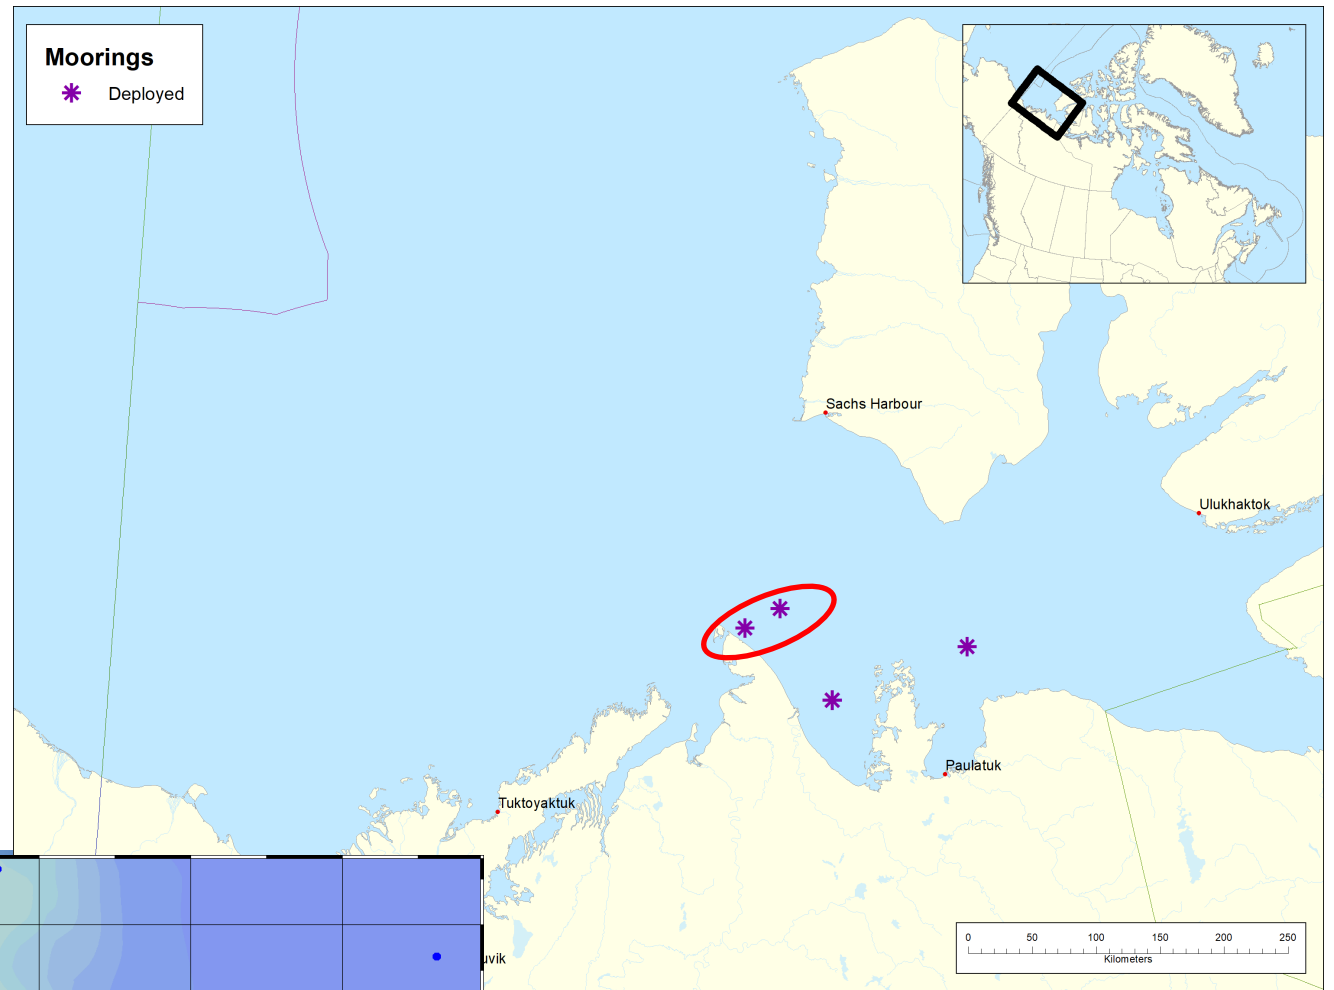 Moorings
Deployed
Sachs Harbour
Ulukhaktok
Paulatuk
Tuktoyaktuk
uvik
0 50 100 150 200 250
Kilometers